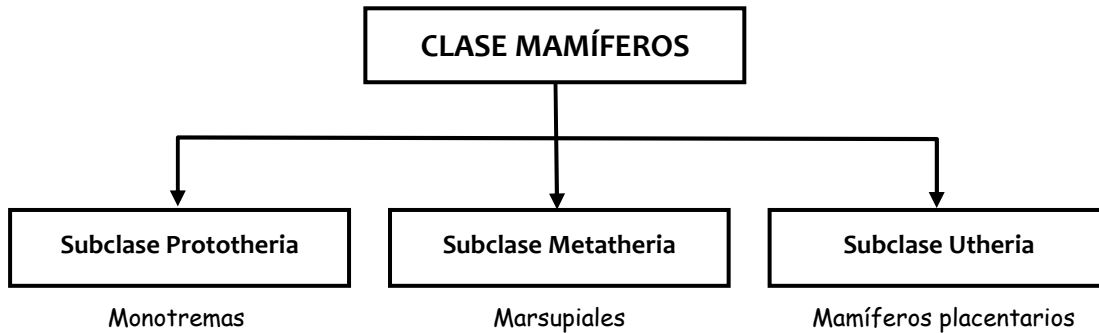 CLASE MAMÍFEROS
Subclase Prototheria
Subclase Metatheria
Subclase Utheria
Monotremas
Marsupiales
Mamíferos placentarios